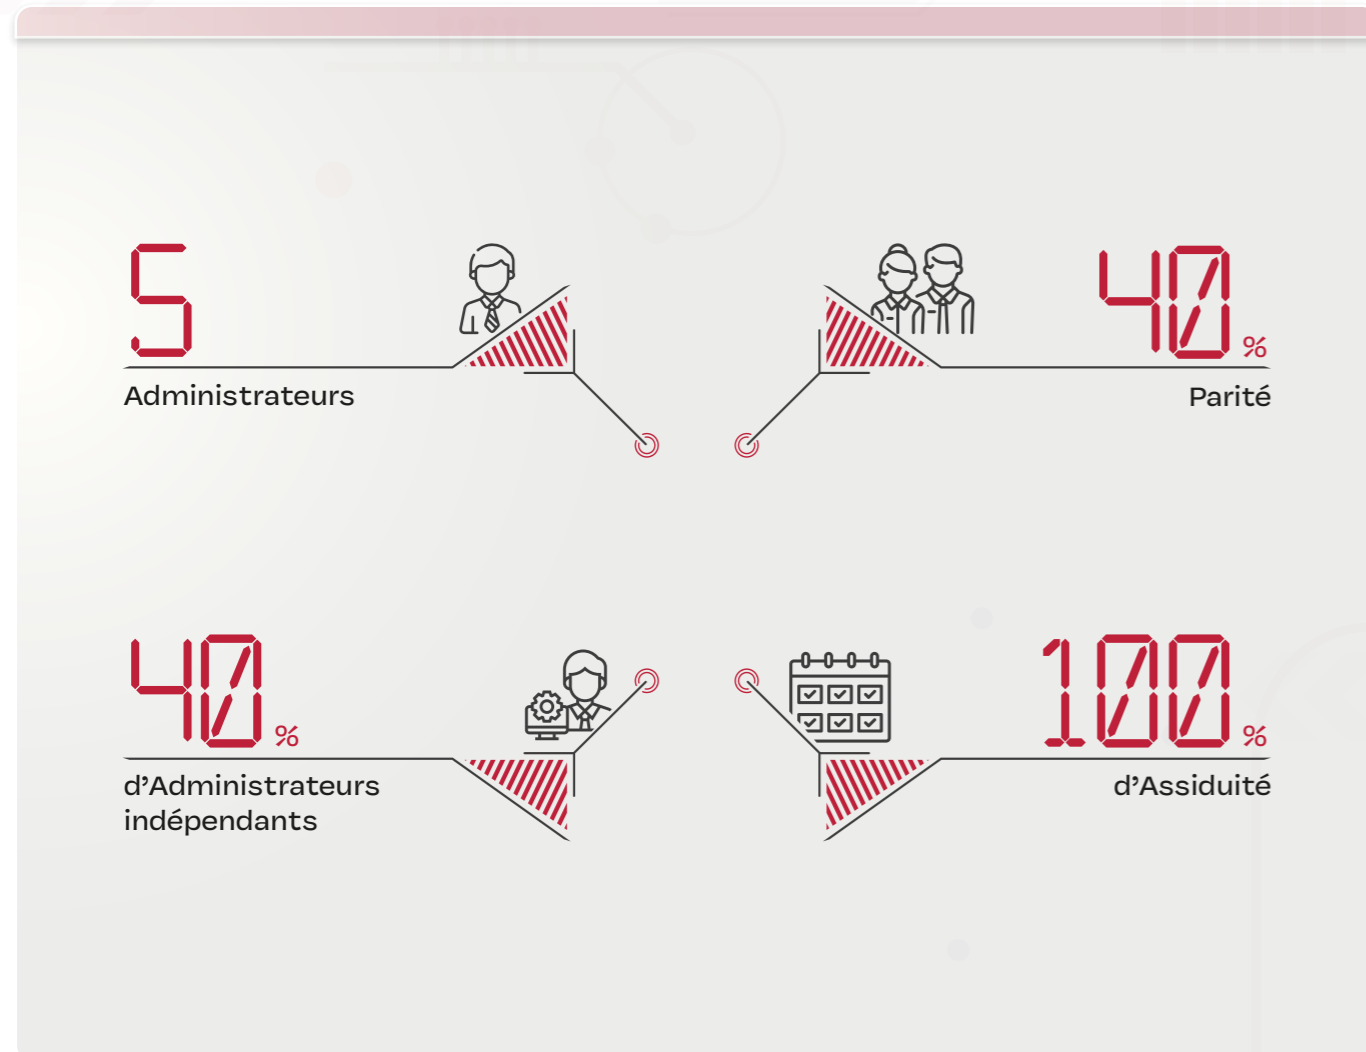 5
Administrateurs
40 %
Parité
40 %
d’Administrateurs
indépendants
100 %
d’Assiduité